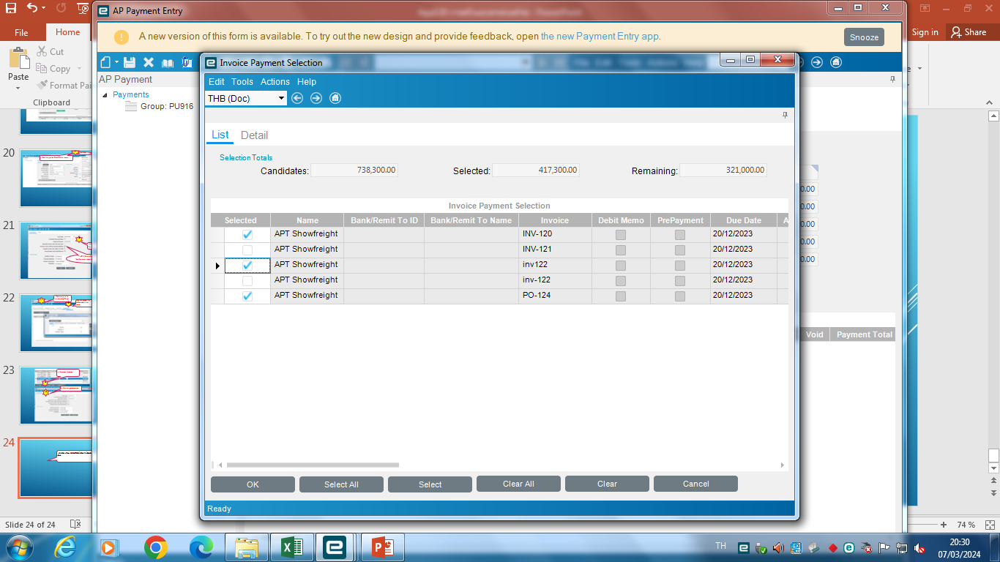 AP Payment Entry
File
Home
Sign in
Share
A new version of this form is available. To try out the new design and provide feedback, open the new Payment Entry app.
Snooze
Paste
Cut
Copy
Format Pai
Clipboard
AP Payment
Payments
Group: PU916
Invoice Payment Selection
Edit Tools Actions Help
THB (Doc)
List Detail
Selection Totals
Candidates: 738,300.00 Selected: 417,300.00 Remaining: 321,000.00
Invoice Payment Selection
Selected Name Bank/Remit To ID Bank/Remit To Name Invoice Debit Memo PrePayment Due Date A
APT Showfreight INV-120 20/12/2023
APT Showfreight INV-121 20/12/2023
APT Showfreight inv122 20/12/2023
APT Showfreight inv-122 20/12/2023
APT Showfreight PO-124 20/12/2023
OK Select All Select Clear All Clear Cancel
Ready
0.00
0.00
0.00
0.00
0.00
Void Payment Total
20
21
22
23
24
Slide 24 of 24
74 %
TH
20:30
07/03/2024